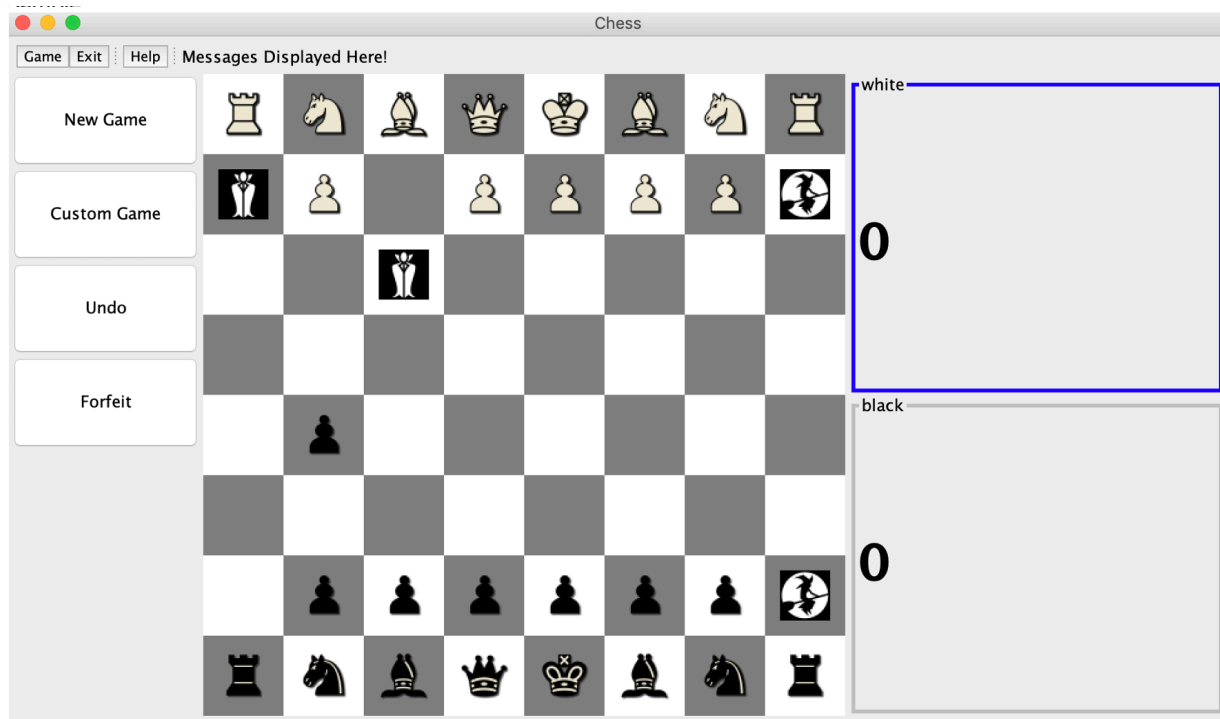 Chess
Game Exit Help Messages Displayed Here!
New Game
Custom Game
Undo
Forfeit
white
0
black
0